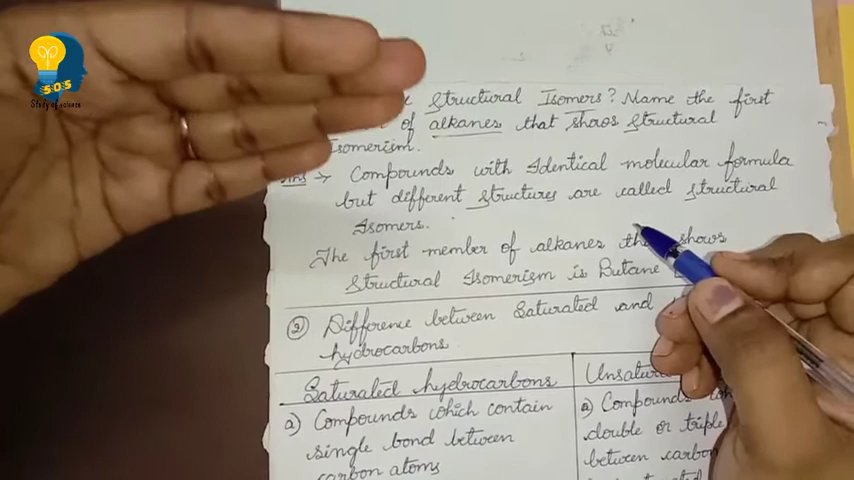 S.O.S
Study Of science
Structural Isomers? Name the first
of alkanes that shows Structural
Isomerism.
Ans → Compounds with Identical molecular formula
but different structures are called structural
Isomers.
The first member of alkanes that shows
structural Isomerism is Butane
② Difference between Saturated and
hydrocarbons.
Saturated hydrocarbons
a) Compounds which contain
single bond between
carbon atoms
a) Compounds
double or triple
between carbon